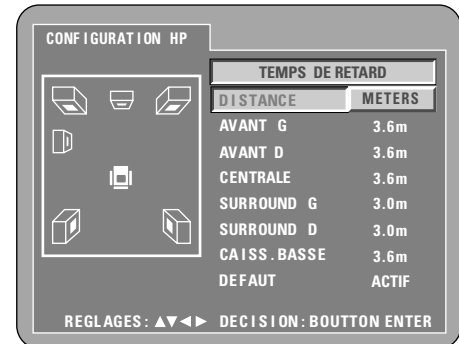 CONFIGURATION HP
TEMPS DE RETARD
DISTANCE METERS
AVANT G 3.6m
AVANT D 3.6m
CENTRALE 3.6m
SURROUND G 3.0m
SURROUND D 3.0m
CAISS.BASSE 3.6m
DEFAUT ACTIF
REGLAGES: ▲▼◄► DECISION: BOUTTON ENTER